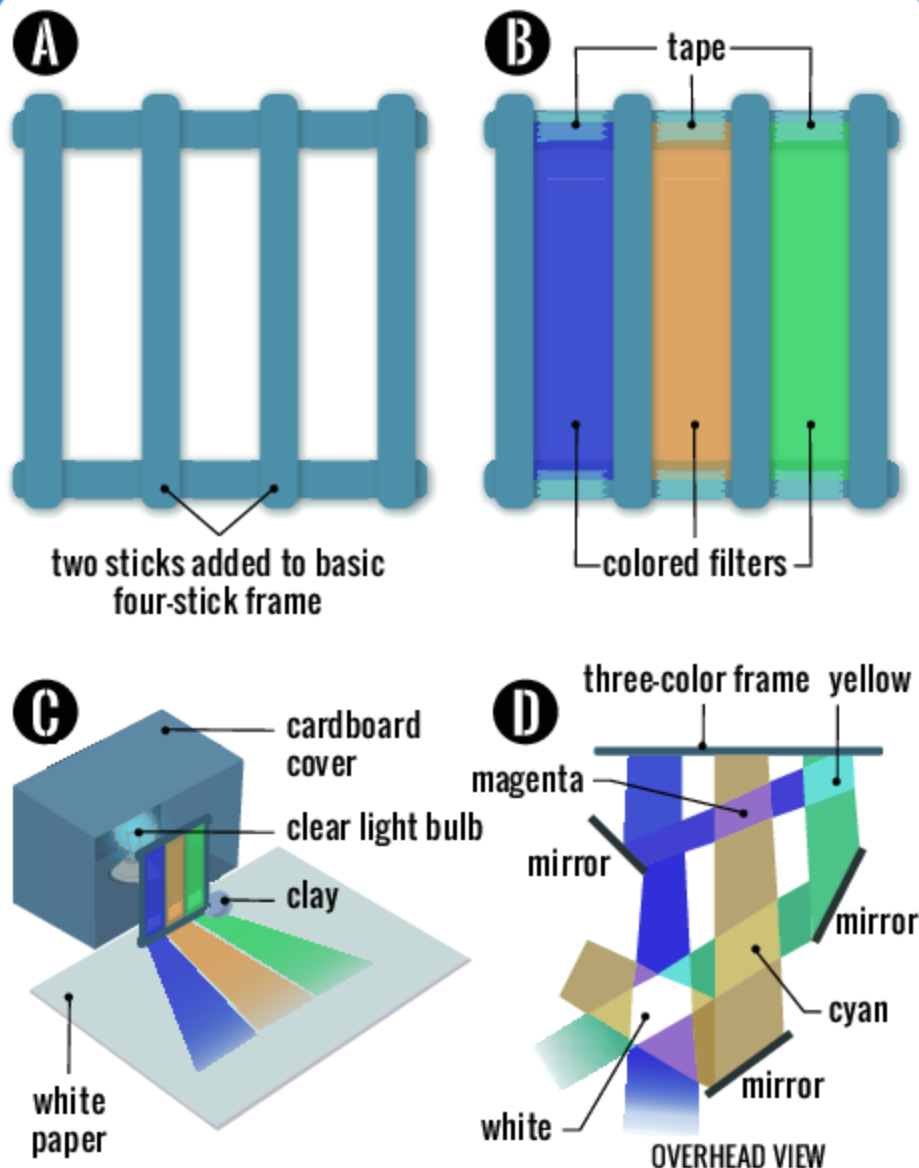 A
B
tape
two sticks added to basic
four-stick frame
colored filters
C
cardboard
cover
clear light bulb
clay
white
paper
D
three-color frame
yellow
magenta
mirror
mirror
cyan
mirror
white
OVERHEAD VIEW